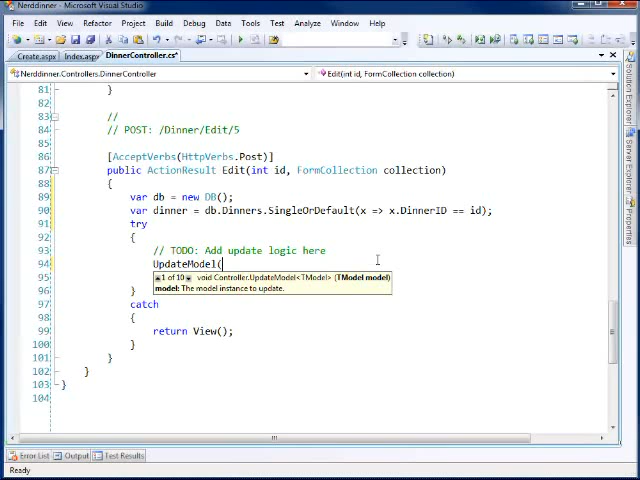 Nerddinner - Microsoft Visual Studio
File Edit View Refactor Project Build Debug Data Tools Test Analyze Window Help
Create.aspx Index.aspx DinnerController.cs*
Nerddinner.Controllers.DinnerController Edit(int id, FormCollection collection)
81 }
82
83 //
84 // POST: /Dinner/Edit/5
85
86 [AcceptVerbs(HttpVerbs.Post)]
87 public ActionResult Edit(int id, FormCollection collection)
88 {
89 var db = new DB();
90 var dinner = db.Dinners.SingleOrDefault(x => x.DinnerID == id);
91 try
92 {
93 // TODO: Add update logic here
94 UpdateModel(
95 1 of 10 void Controller.UpdateModel<TModel> (TModel model)
model: The model instance to update.
96 }
97 catch
98 {
99 return View();
100 }
101 }
102 }
103 }
104
Solution Explorer
Server Explorer
Properties
Error List Output Test Results
Ready